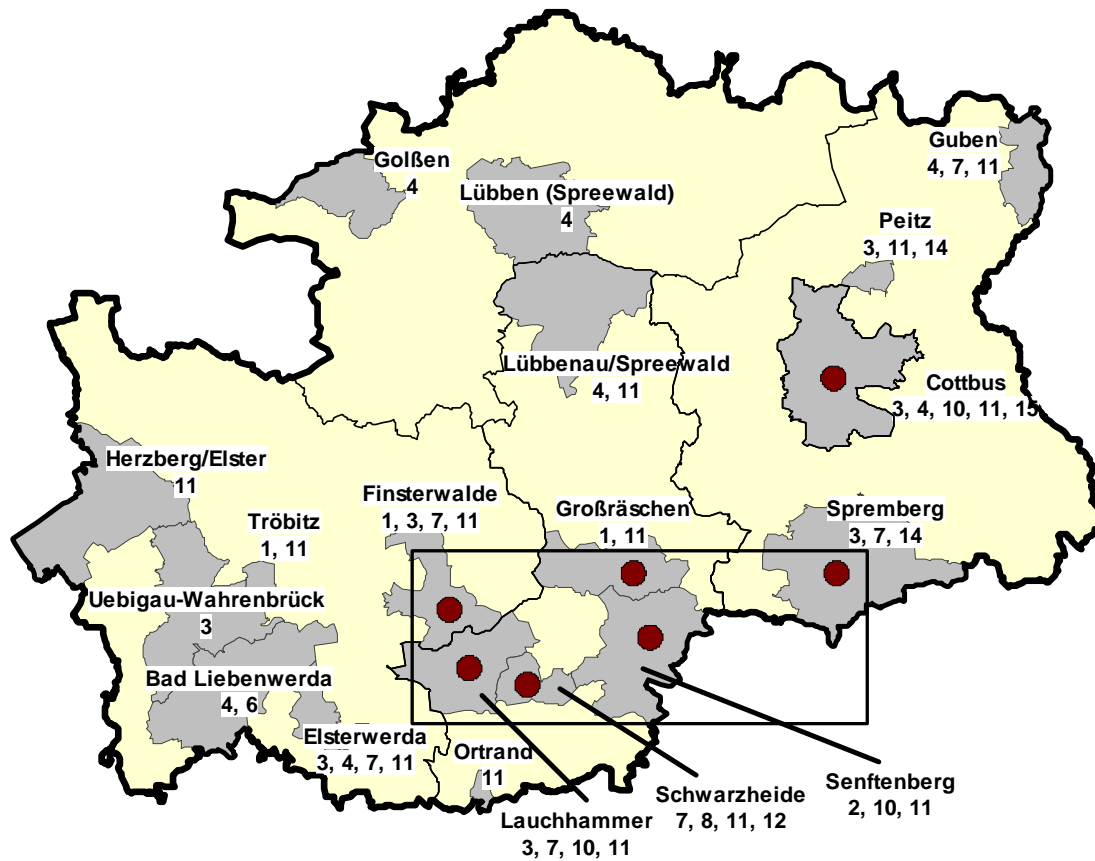 Golßen
4
Lübben (Spreewald)
4
Guben
4, 7, 11
Peitz
3, 11, 14
Lübbenau/Spreewald
4, 11
Cottbus
3, 4, 10, 11, 15
Herzberg/Elster
11
Finsterwalde
1, 3, 7, 11
Großräschen
1, 11
Spremberg
3, 7, 14
Tröbitz
1, 11
Uebigau-Wahrenbrück
3
Bad Liebenwerda
4, 6
Elsterwerda
3, 4, 7, 11
Ortrand
11
Lauchhammer
3, 7, 10, 11
Schwarzheide
7, 8, 11, 12
Senftenberg
2, 10, 11